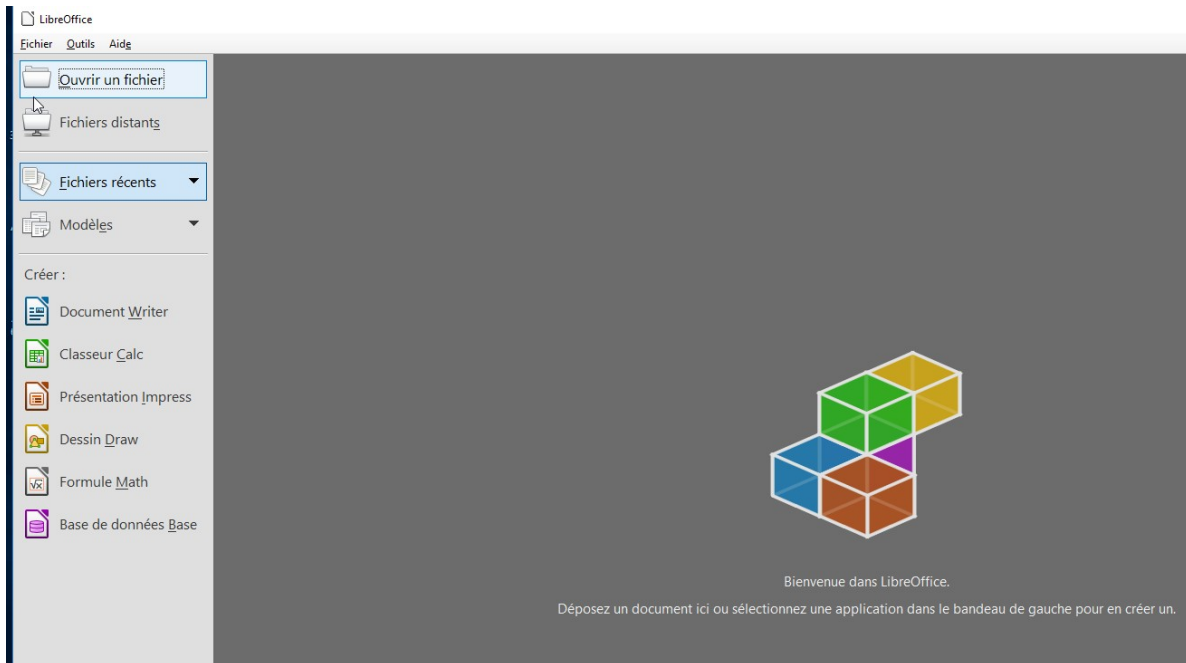 LibreOffice
Fichier Outils Aide
Ouvrir un fichier
Fichiers distants
Fichiers récents
Modèles
Créer :
Document Writer
Classeur Calc
Présentation Impress
Dessin Draw
Formule Math
Base de données Base
Bienvenue dans LibreOffice.
Déposez un document ici ou sélectionnez une application dans le bandeau de gauche pour en créer un.